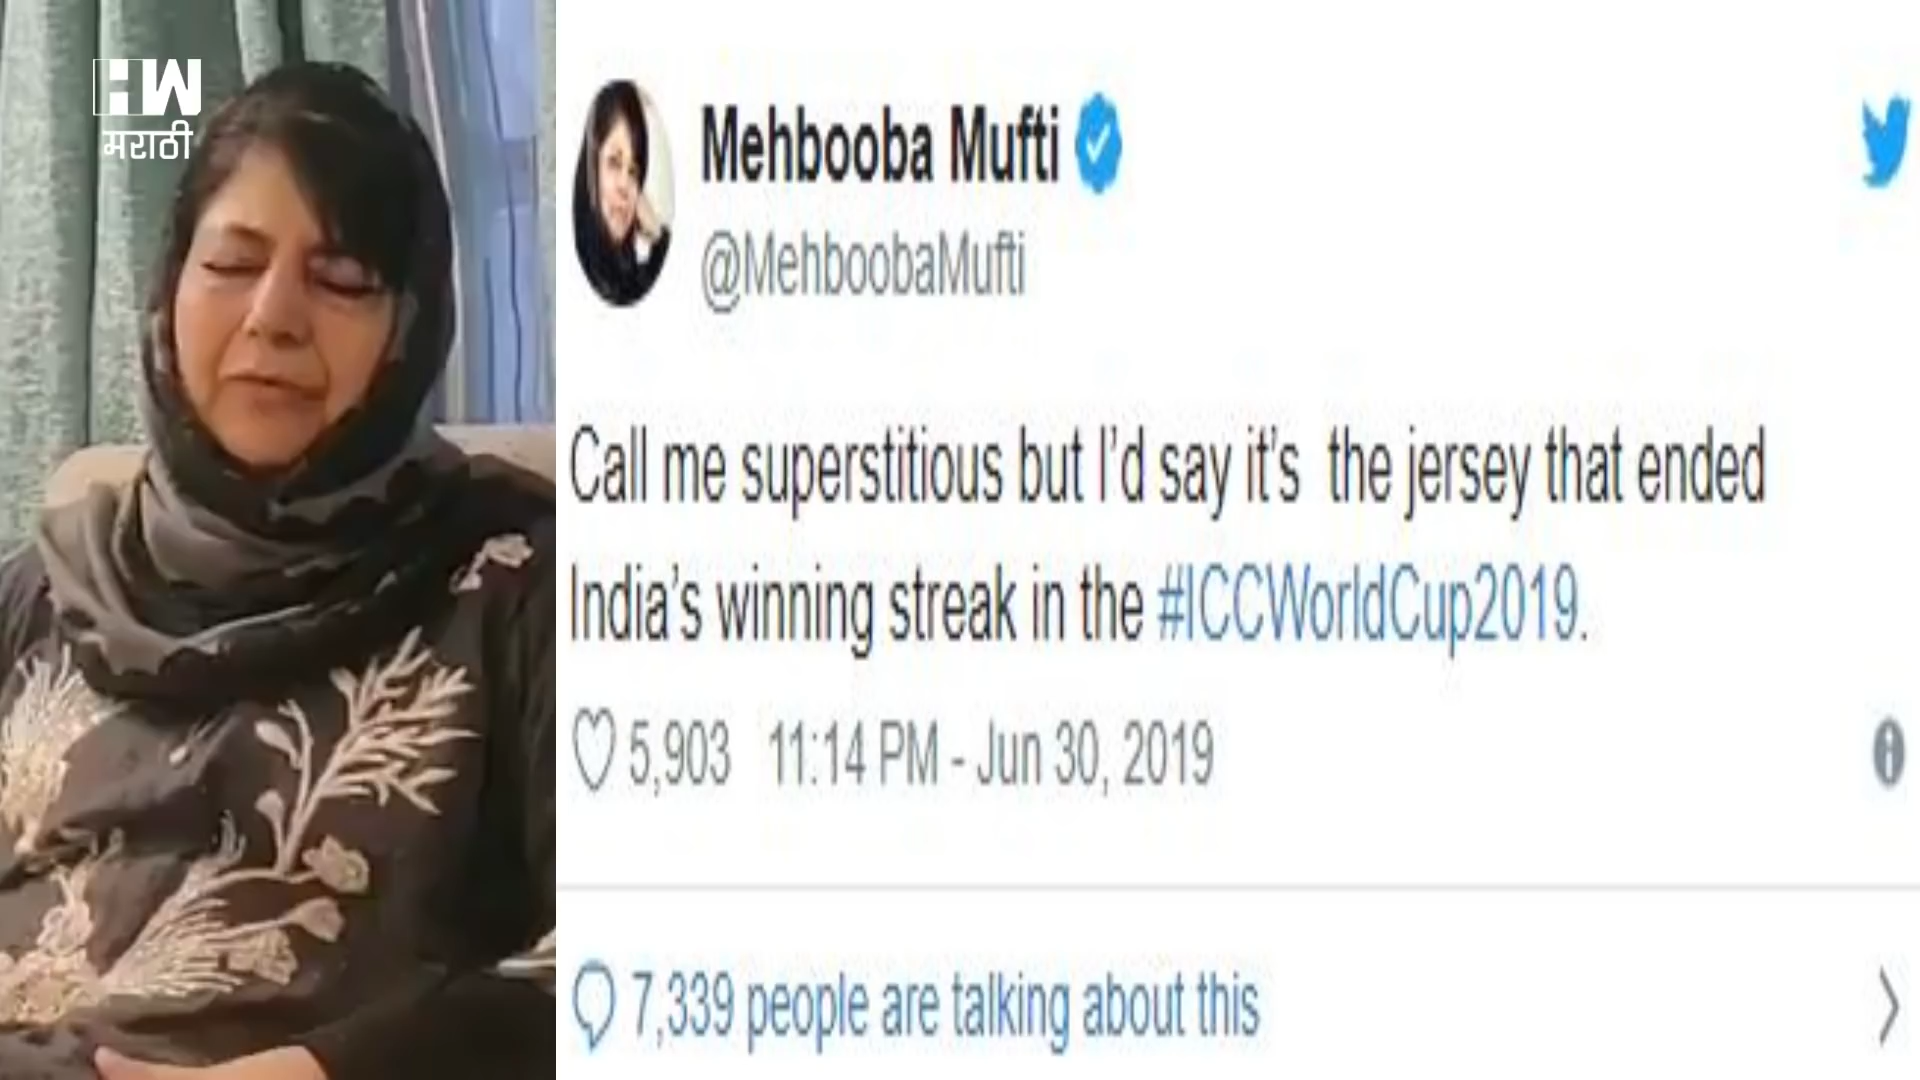 HW
मराठी
Mehbooba Mufti
@MehboobaMufti
Call me superstitious but I'd say it's the jersey that ended
India's winning streak in the #ICCWorldCup2019.
5,903 11:14 PM - Jun 30, 2019
7,339 people are talking about this